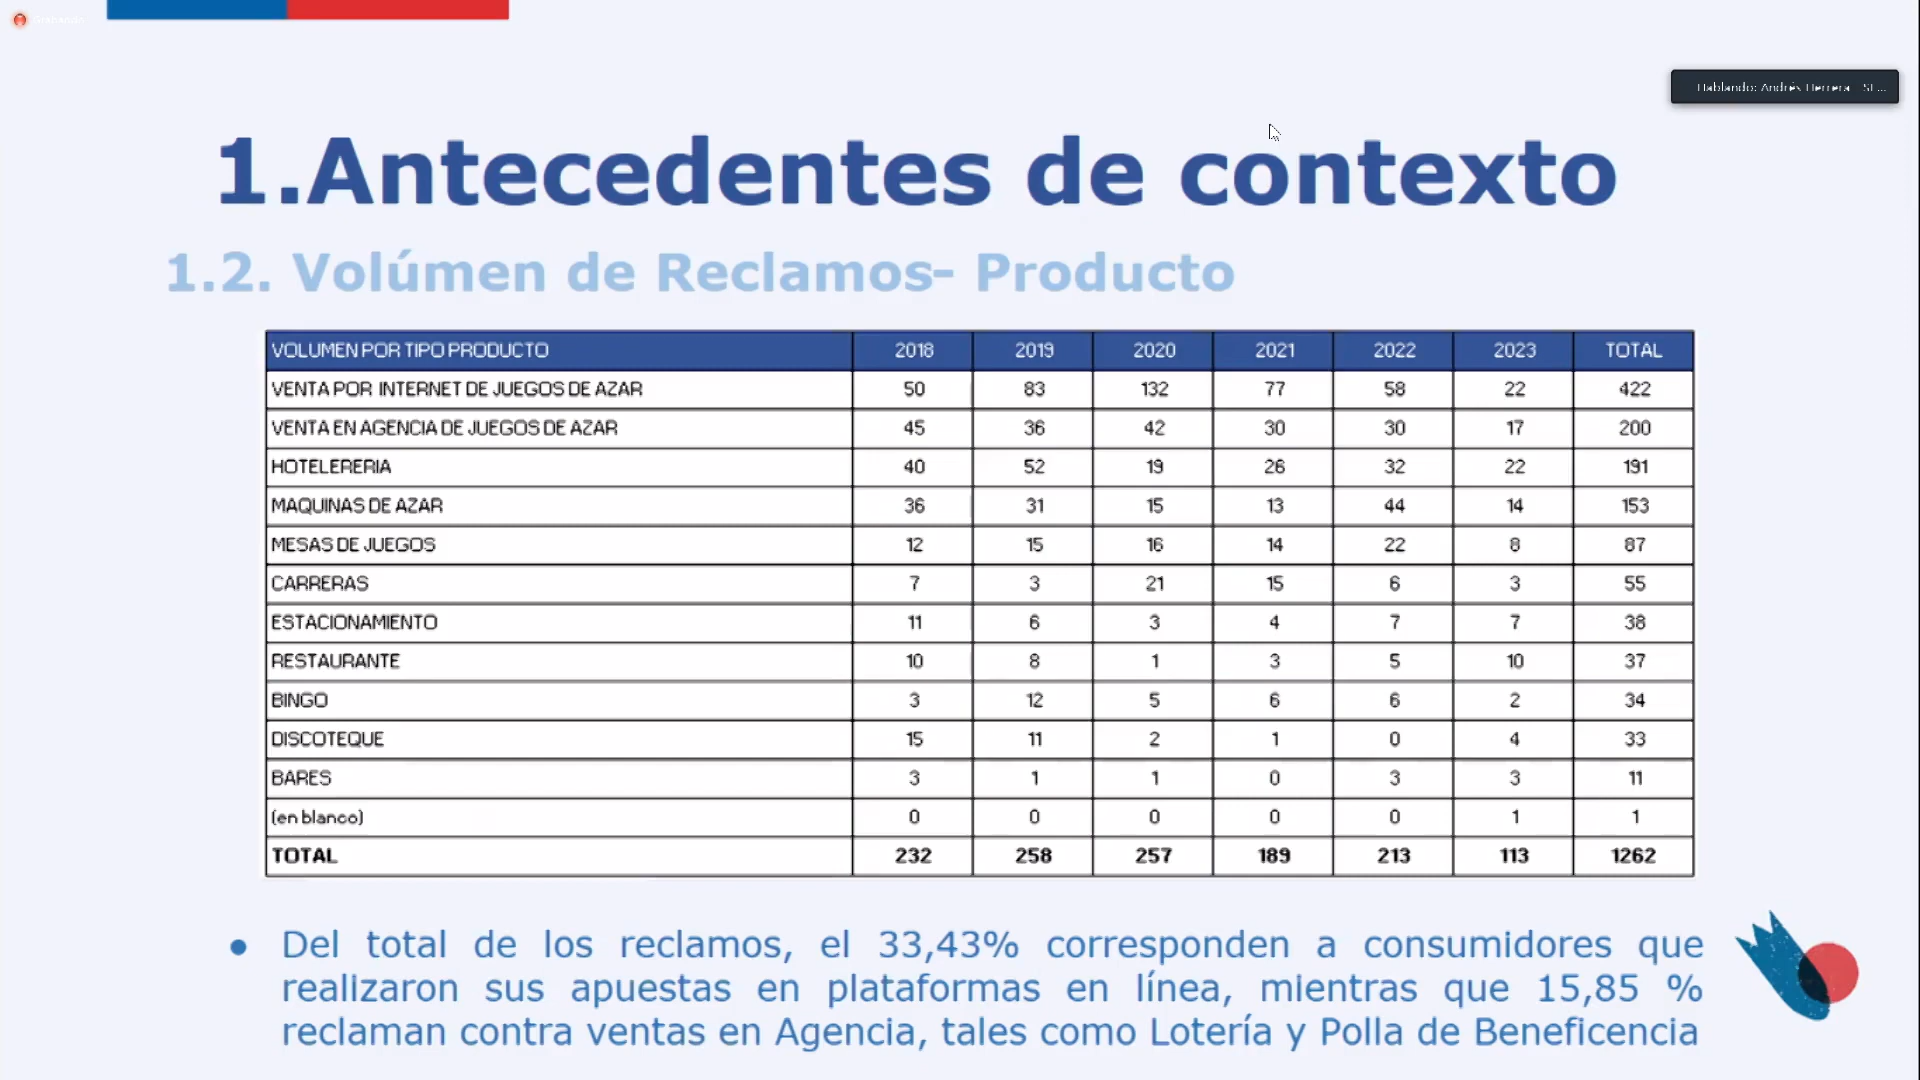 Grabando
Hablando: Andrés Herrera - SE...
1.Antecedentes de contexto
1.2. Volúmen de Reclamos- Producto
VOLUMEN POR TIPO PRODUCTO 2018 2019 2020 2021 2022 2023 TOTAL
VENTA POR INTERNET DE JUEGOS DE AZAR 50 83 132 77 58 22 422
VENTA EN AGENCIA DE JUEGOS DE AZAR 45 36 42 30 30 17 200
HOTELERERIA 40 52 19 26 32 22 191
MAQUINAS DE AZAR 36 31 15 13 44 14 153
MESAS DE JUEGOS 12 15 16 14 22 8 87
CARRERAS 7 3 21 15 6 3 55
ESTACIONAMIENTO 11 6 3 4 7 7 38
RESTAURANTE 10 8 1 3 5 10 37
BINGO 3 12 5 6 6 2 34
DISCOTEQUE 15 11 2 1 0 4 33
BARES 3 1 1 0 3 3 11
(en blanco) 0 0 0 0 0 1 1
TOTAL 232 258 257 189 213 113 1262
● Del total de los reclamos, el 33,43% corresponden a consumidores que
realizaron sus apuestas en plataformas en línea, mientras que 15,85 %
reclaman contra ventas en Agencia, tales como Lotería y Polla de Beneficencia